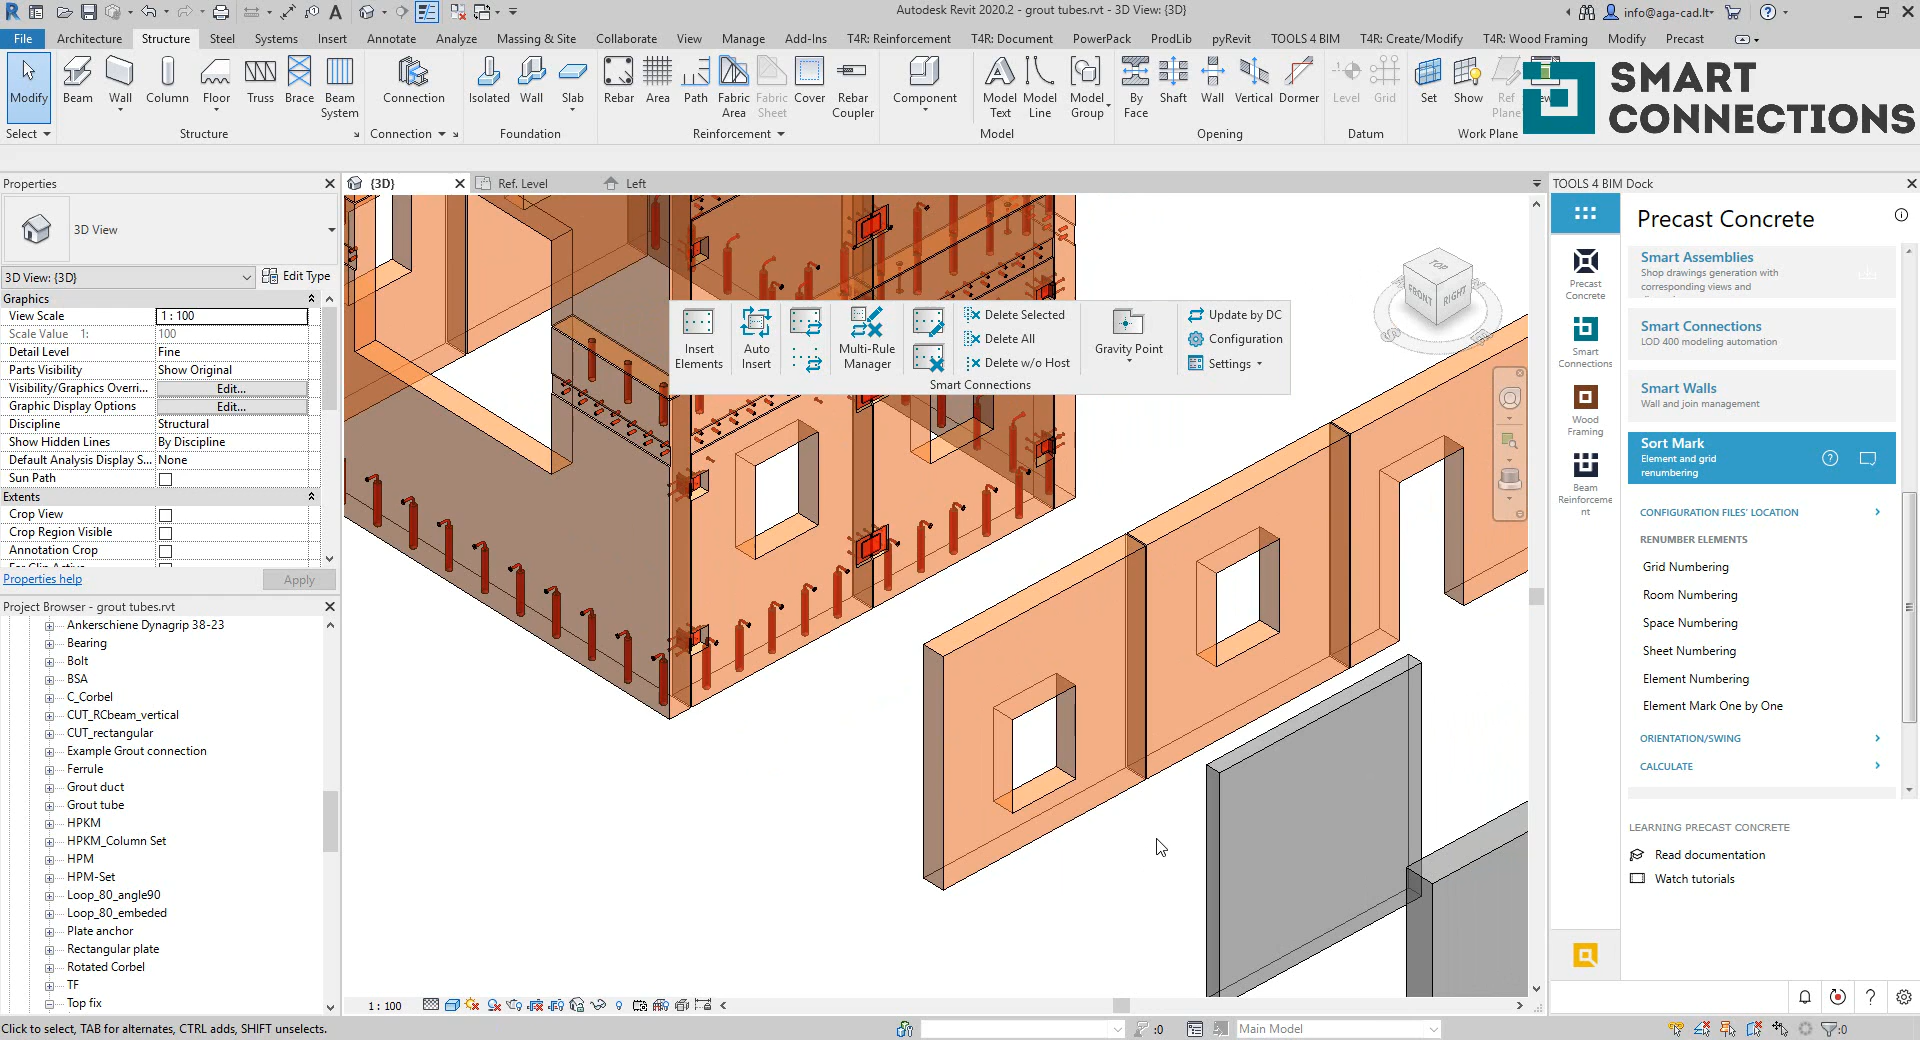 Autodesk Revit 2020.2 - grout tubes.rvt - 3D View: {3D}
info@aga-cad.lt
File Architecture Structure Steel Systems Insert Annotate Analyze Massing & Site Collaborate View Manage Add-Ins T4R: Reinforcement T4R: Document PowerPack ProdLib pyRevit TOOLS 4 BIM T4R: Create/Modify T4R: Wood Framing Modify Precast
Modify Beam Wall Column Floor Truss Brace Beam System Connection Isolated Wall Slab Rebar Area Path Fabric Area Fabric Sheet Cover Rebar Coupler Component Model Text Model Line Model Group By Face Shaft Wall Vertical Dormer Level Grid Set Show Ref Plane
Select Structure Connection Foundation Reinforcement Model Opening Datum Work Plane
SMART
CONNECTIONS
Properties
{3D} Ref. Level Left
3D View
3D View: {3D} Edit Type
Graphics
View Scale 1 : 100
Scale Value 1: 100
Detail Level Fine
Parts Visibility Show Original
Visibility/Graphics Overri... Edit...
Graphic Display Options Edit...
Discipline Structural
Show Hidden Lines By Discipline
Default Analysis Display S... None
Sun Path
Extents
Crop View
Crop Region Visible
Annotation Crop
Properties help Apply
Project Browser - grout tubes.rvt
Ankerschiene Dynagrip 38-23
Bearing
Bolt
BSA
C_Corbel
CUT_RCbeam_vertical
CUT_rectangular
Example Grout connection
Ferrule
Grout duct
Grout tube
HPKM
HPKM_Column Set
HPM
HPM-Set
Loop_80_angle90
Loop_80_embeded
Plate anchor
Rectangular plate
Rotated Corbel
TF
Top fix
Insert Elements
Auto Insert
Multi-Rule Manager
Delete Selected
Delete All
Delete w/o Host
Gravity Point
Update by DC
Configuration
Settings
Smart Connections
TOP
FRONT
RIGHT
S
TOOLS 4 BIM Dock
Precast Concrete
Precast Concrete
Smart Connections
Wood Framing
Beam Reinforceme
nt
Smart Assemblies
Shop drawings generation with
corresponding views and
Smart Connections
LOD 400 modeling automation
Smart Walls
Wall and join management
Sort Mark
Element and grid
renumbering
CONFIGURATION FILES' LOCATION
RENUMBER ELEMENTS
Grid Numbering
Room Numbering
Space Numbering
Sheet Numbering
Element Numbering
Element Mark One by One
ORIENTATION/SWING
CALCULATE
LEARNING PRECAST CONCRETE
Read documentation
Watch tutorials
1 : 100
Click to select, TAB for alternates, CTRL adds, SHIFT unselects.
:0
Main Model
:0